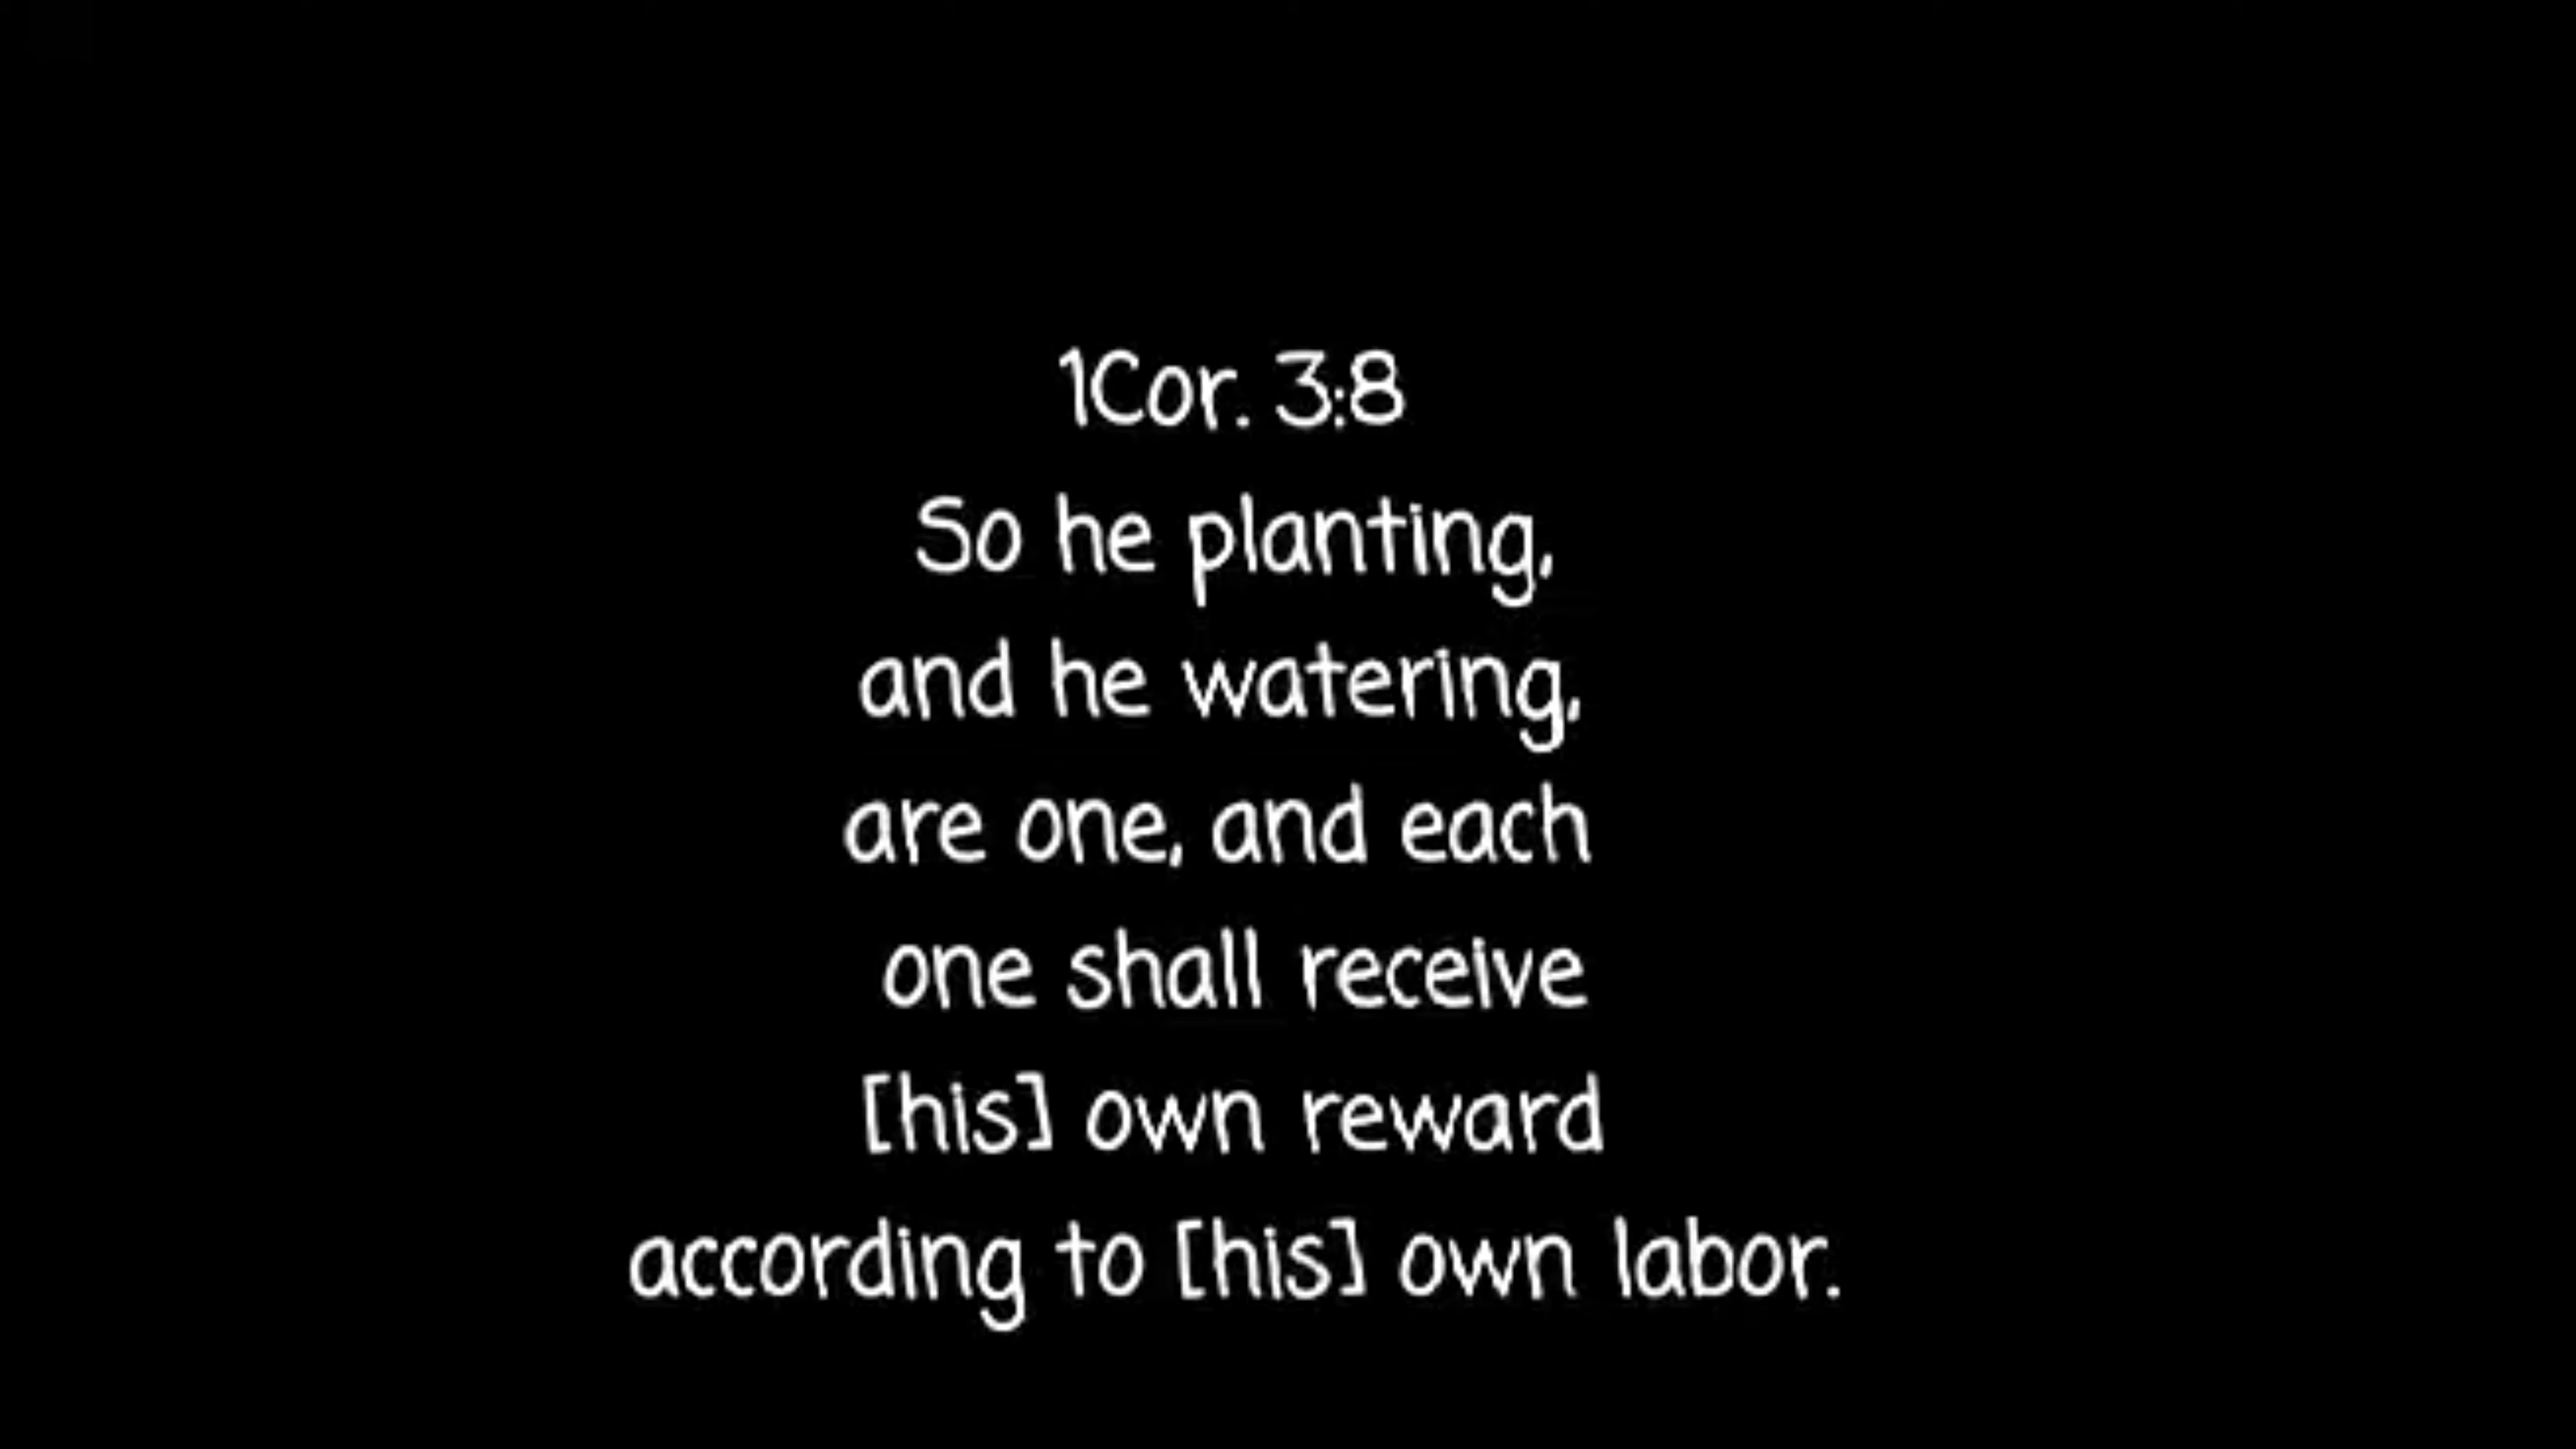 1Cor. 3:8
So he planting,
and he watering,
are one, and each
one shall receive
[his] own reward
according to [his] own labor.